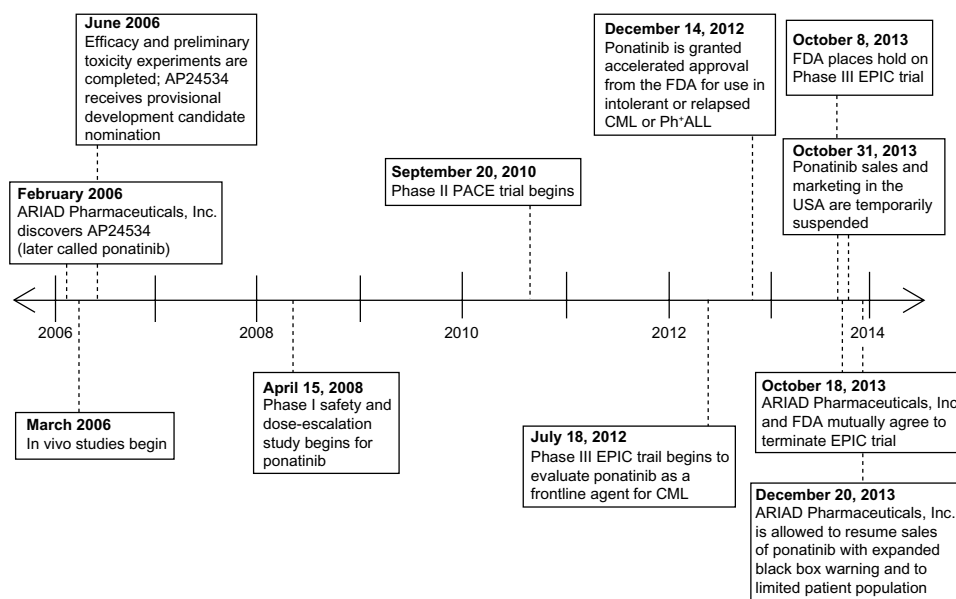 June 2006
Efficacy and preliminary
toxicity experiments are
completed; AP24534
receives provisional
development candidate
nomination
February 2006
ARIAD Pharmaceuticals, Inc.
discovers AP24534
(later called ponatinib)
September 20, 2010
Phase II PACE trial begins
December 14, 2012
Ponatinib is granted
accelerated approval
from the FDA for use in
intolerant or relapsed
CML or Ph⁺ALL
October 8, 2013
FDA places hold on
Phase III EPIC trial
October 31, 2013
Ponatinib sales and
marketing in the
USA are temporarily
suspended
2006
2008
2010
2012
2014
March 2006
In vivo studies begin
April 15, 2008
Phase I safety and
dose-escalation
study begins for
ponatinib
July 18, 2012
Phase III EPIC trail begins to
evaluate ponatinib as a
frontline agent for CML
October 18, 2013
ARIAD Pharmaceuticals, Inc
and FDA mutually agree to
terminate EPIC trial
December 20, 2013
ARIAD Pharmaceuticals, Inc.
is allowed to resume sales
of ponatinib with expanded
black box warning and to
limited patient population